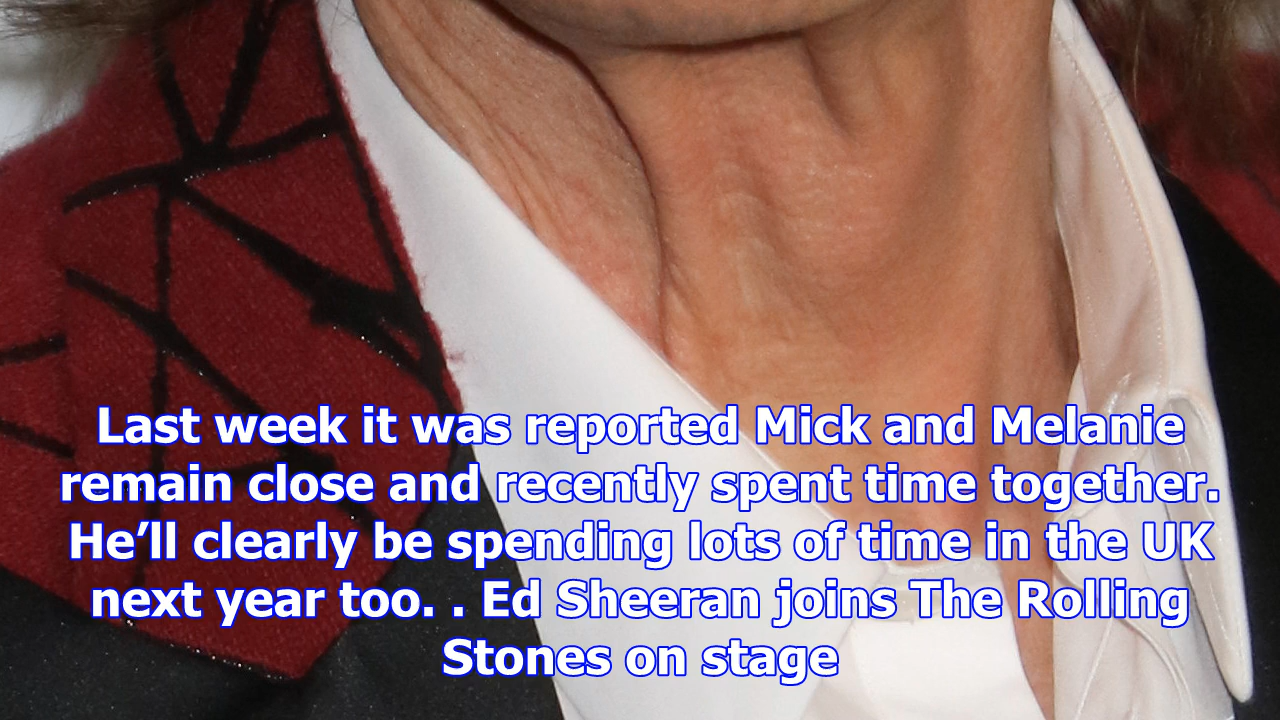 Last week it was reported Mick and Melanie
remain close and recently spent time together.
He’ll clearly be spending lots of time in the UK
next year too. . Ed Sheeran joins The Rolling
Stones on stage